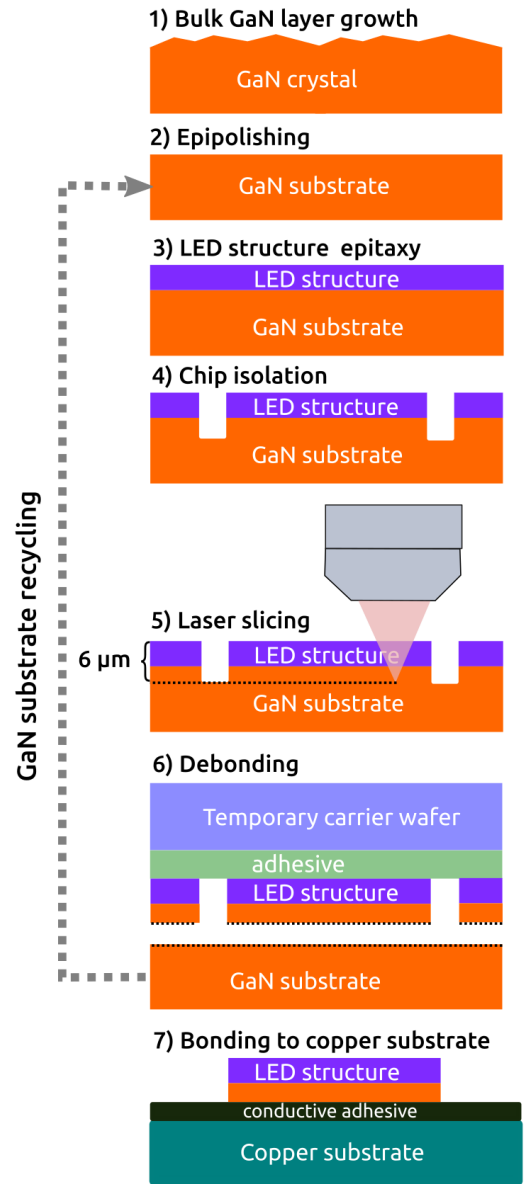 1) Bulk GaN layer growth
GaN crystal
2) Epipolishing
GaN substrate
3) LED structure epitaxy
LED structure
GaN substrate
4) Chip isolation
LED structure
GaN substrate
5) Laser slicing
6 µm
LED structure
GaN substrate
6) Debonding
Temporary carrier wafer
adhesive
LED structure
GaN substrate
GaN substrate recycling
7) Bonding to copper substrate
LED structure
conductive adhesive
Copper substrate